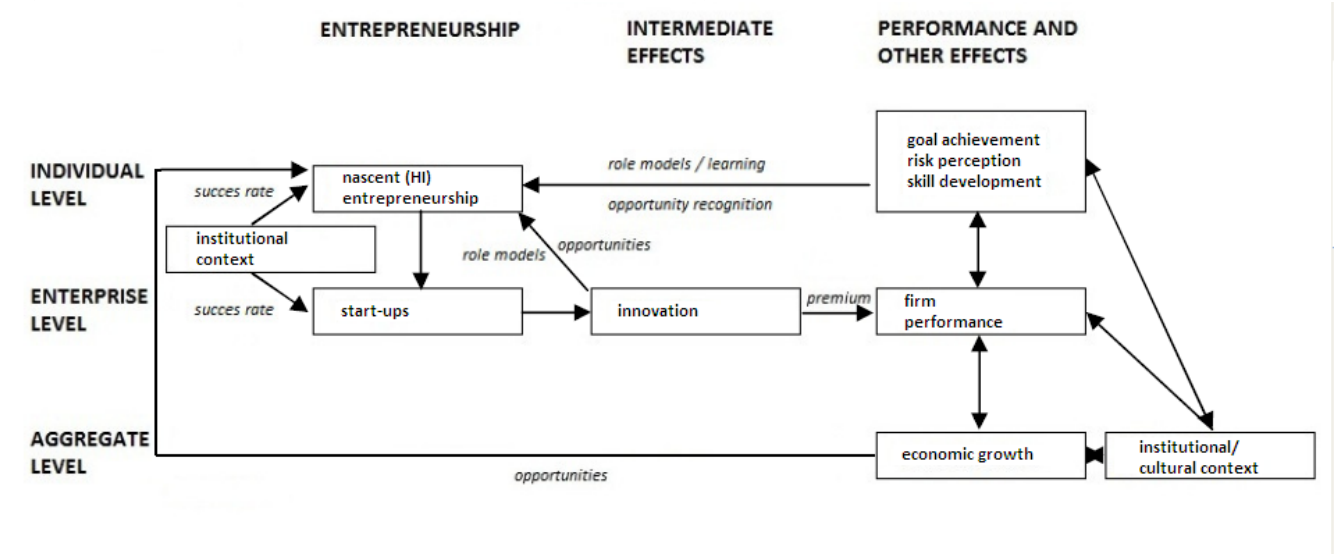 ENTREPRENEURSHIP
INTERMEDIATE
EFFECTS
PERFORMANCE AND
OTHER EFFECTS
INDIVIDUAL
LEVEL
succes rate
nascent (HI)
entrepreneurship
role models / learning
opportunity recognition
goal achievement
risk perception
skill development
institutional
context
role models
opportunities
ENTERPRISE
LEVEL
succes rate
start-ups
innovation
premium
firm
performance
AGGREGATE
LEVEL
opportunities
economic growth
institutional/
cultural context